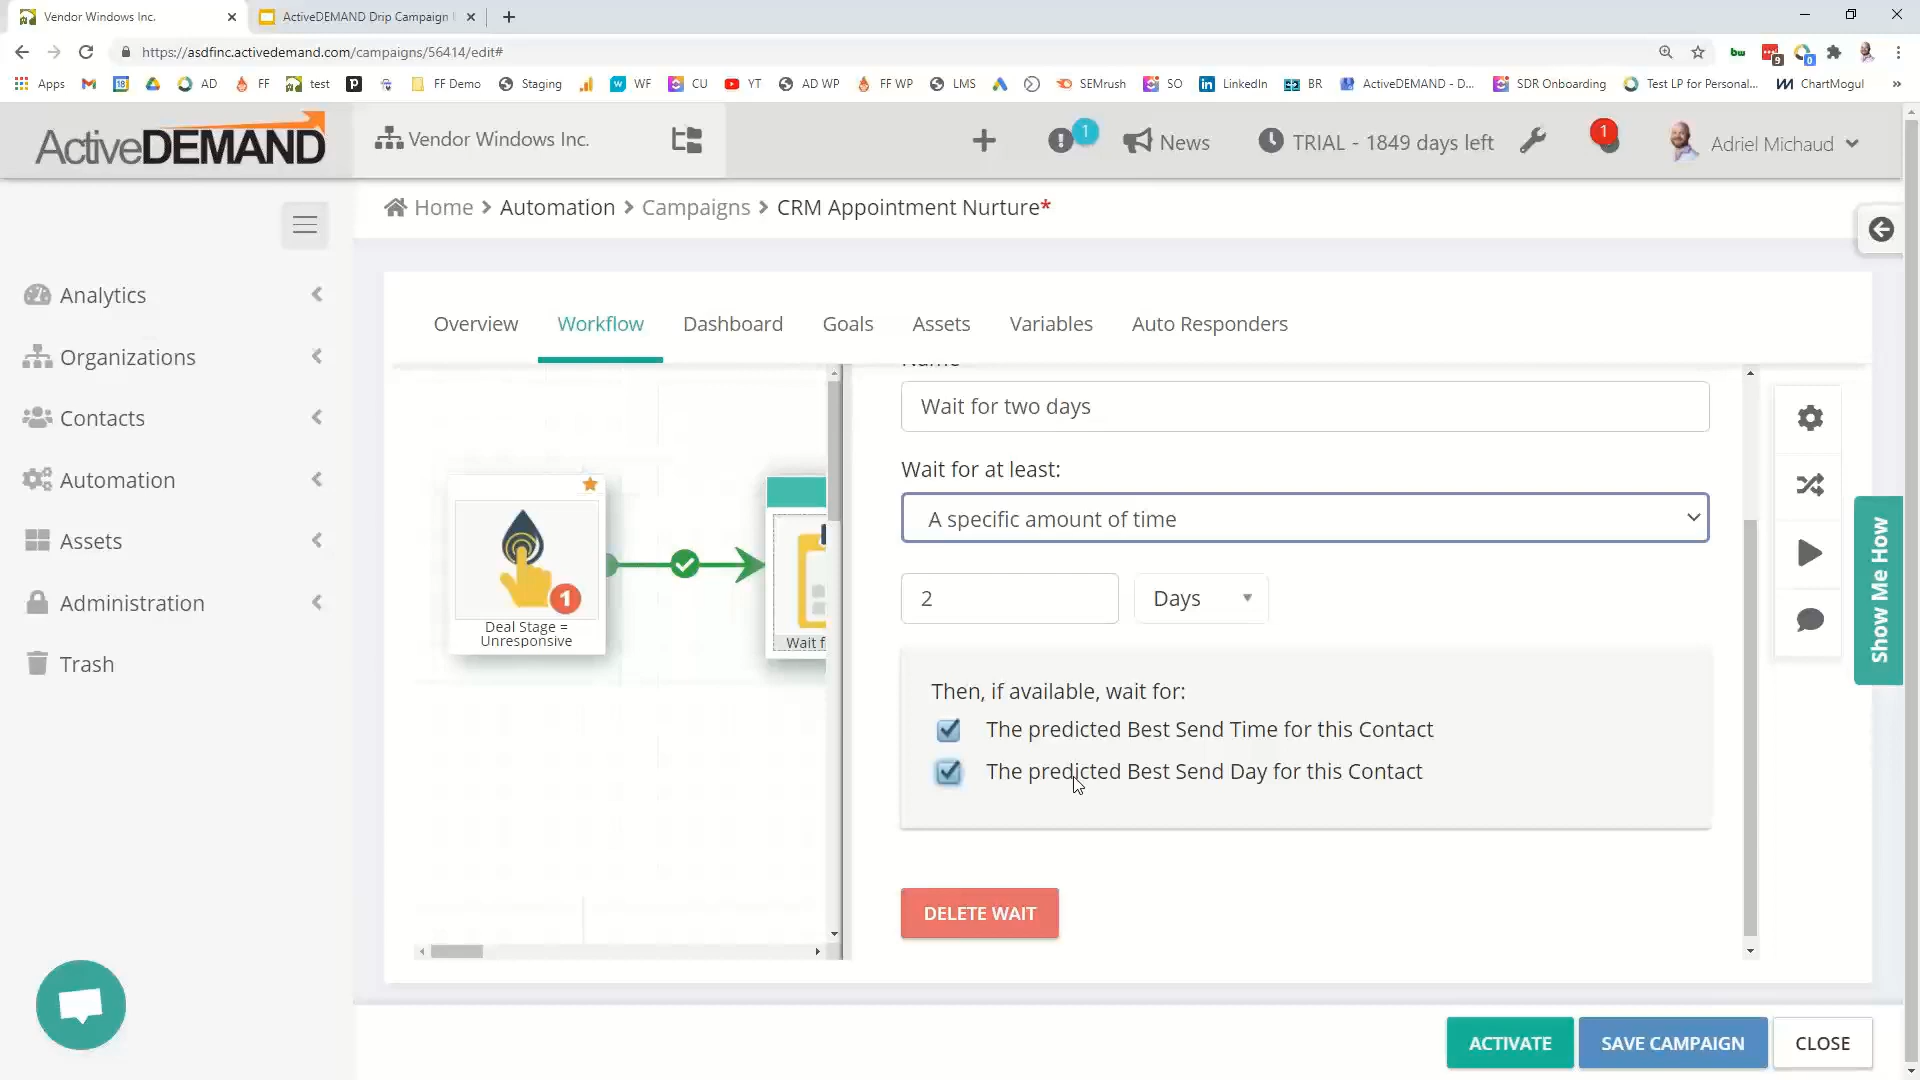 Vendor Windows Inc.
ActiveDEMAND Drip Campaign
https://asdfinc.activedemand.com/campaigns/56414/edit#
bw
9
0
Apps
18
AD
FF
test
P
FF Demo
Staging
WF
CU
YT
AD WP
FF WP
LMS
SEMrush
SO
LinkedIn
BR
ActiveDEMAND - D...
SDR Onboarding
Test LP for Personal...
ChartMogul
»
ActiveDEMAND
Vendor Windows Inc.
1
News
TRIAL - 1849 days left
1
Adriel Michaud
Home > Automation > Campaigns > CRM Appointment Nurture*
Analytics
Organizations
Contacts
Automation
Assets
Administration
Trash
Overview
Workflow
Dashboard
Goals
Assets
Variables
Auto Responders
1
Deal Stage =
Unresponsive
Wait f
Name
Wait for two days
Wait for at least:
A specific amount of time
2
Days
Then, if available, wait for:
The predicted Best Send Time for this Contact
The predicted Best Send Day for this Contact
DELETE WAIT
Show Me How
ACTIVATE
SAVE CAMPAIGN
CLOSE